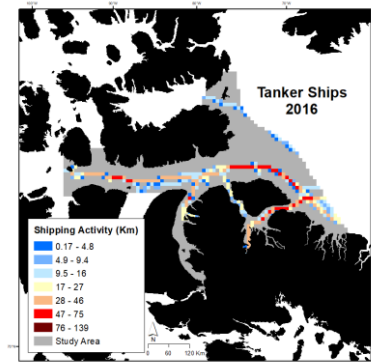 Tanker Ships
2016
Shipping Activity (Km)
0.17 - 4.8
4.9 - 9.4
9.5 - 16
17 - 27
28 - 46
47 - 75
76 - 139
Study Area
N
0 30 60 120 Km